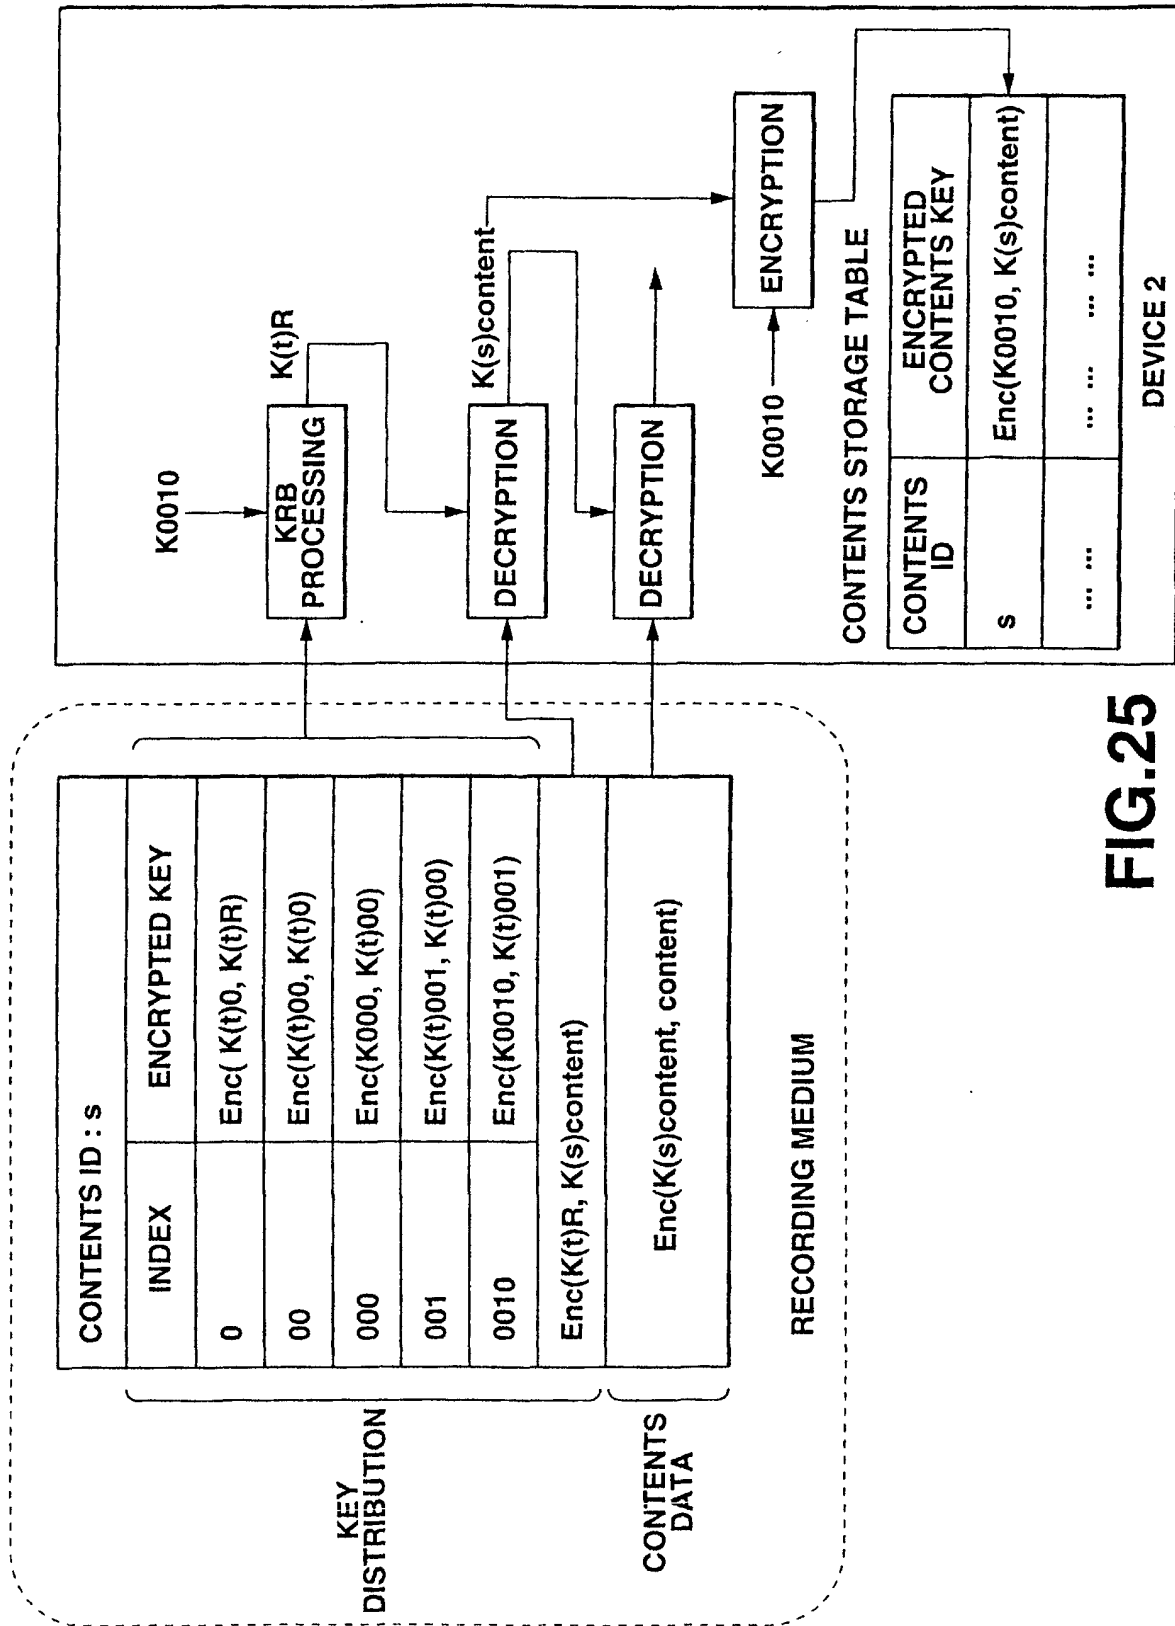 KEY
DISTRIBUTION
CONTENTS
DATA
CONTENTS ID : s
INDEX
ENCRYPTED KEY
0
Enc( K(t)0, K(t)R)
00
Enc(K(t)00, K(t)0)
000
Enc(K000, K(t)00)
001
Enc(K(t)001, K(t)00)
0010
Enc(K0010, K(t)001)
Enc(K(t)R, K(s)content)
Enc(K(s)content, content)
RECORDING MEDIUM
K0010
KRB
PROCESSING
K(t)R
DECRYPTION
K(s)content
DECRYPTION
K0010
ENCRYPTION
CONTENTS STORAGE TABLE
CONTENTS
ID
ENCRYPTED
CONTENTS KEY
s
Enc(K0010, K(s)content)
... ...
... ... ... ...
DEVICE 2
FIG.25